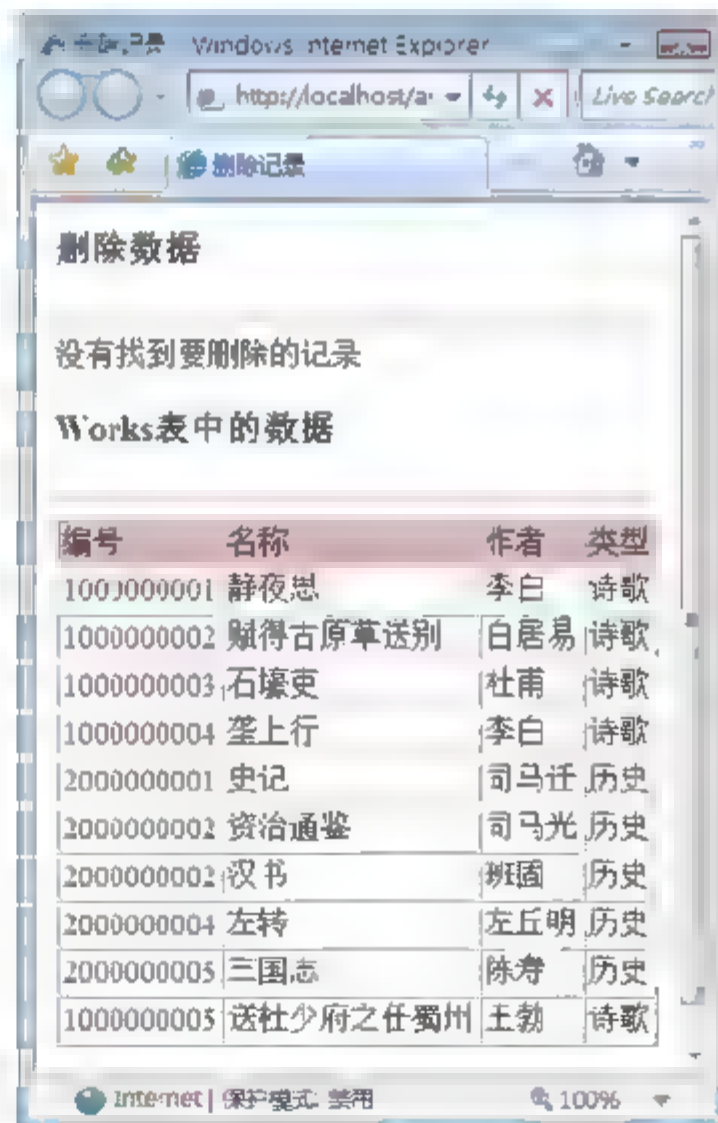 Windows Internet Explorer
http://localhost/a
Live Search
删除记录
删除数据
没有找到要删除的记录
Works表中的数据
编号 名称 作者 类型
1000000001 静夜思 李白 诗歌
1000000002 赋得古原草送别 白居易 诗歌
1000000003 石壕吏 杜甫 诗歌
1000000004 垄上行 李白 诗歌
2000000001 史记 司马迁 历史
2000000002 资治通鉴 司马光 历史
2000000002 汉书 班固 历史
2000000004 左转 左丘明 历史
2000000005 三国志 陈寿 历史
1000000005 送杜少府之任蜀州 王勃 诗歌
Internet | 保护模式: 禁用 100%